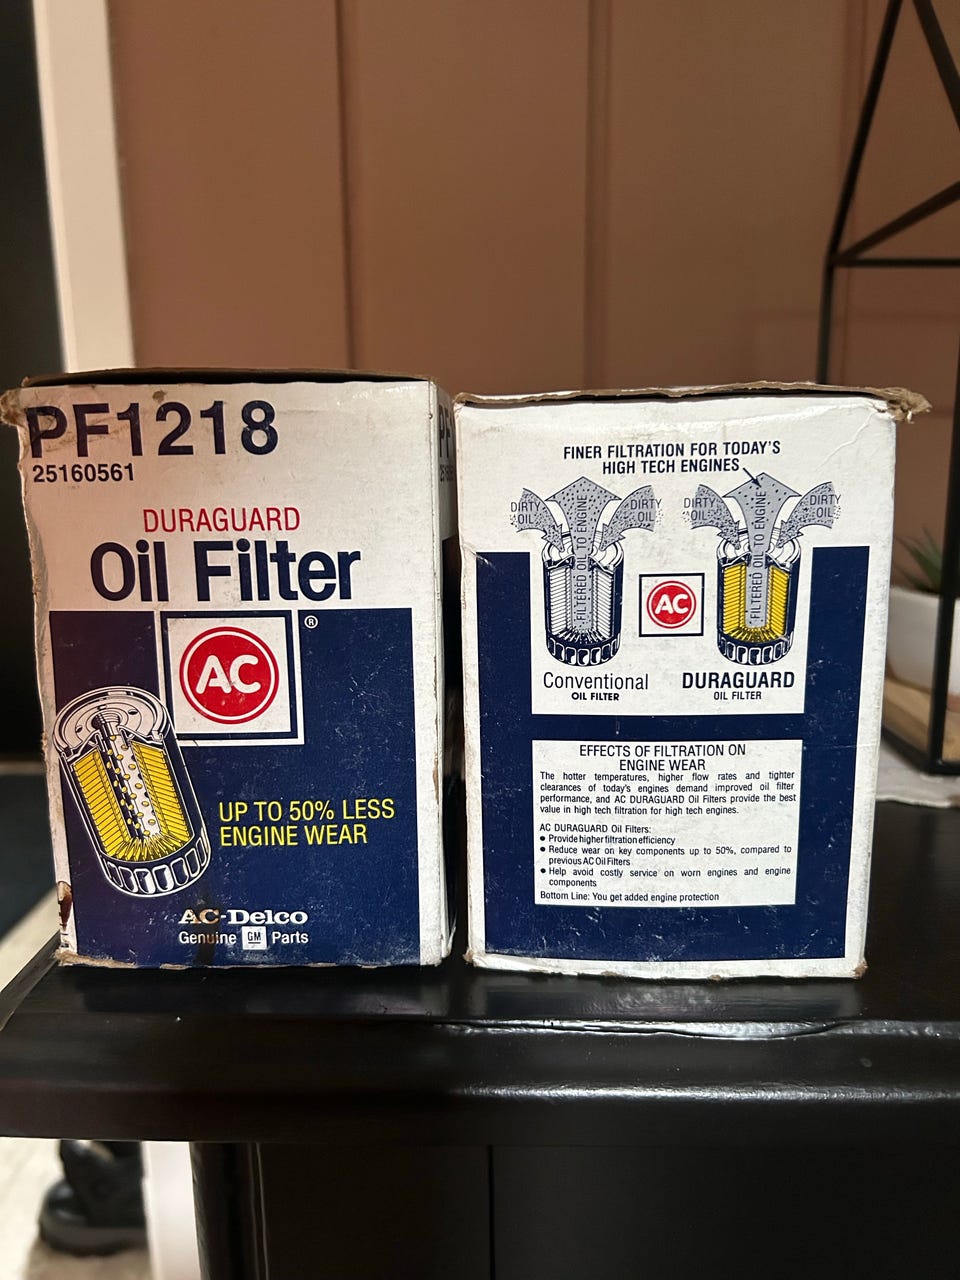 PF1218
25160561
DURAGUARD
Oil Filter
AC
®
UP TO 50% LESS
ENGINE WEAR
AC-Delco
Genuine GM Parts
FINER FILTRATION FOR TODAY'S
HIGH TECH ENGINES
DIRTY
OIL
FILTERED OIL TO ENGINE
DIRTY
OIL
DIRTY
OIL
FILTERED OIL TO ENGINE
DIRTY
OIL
AC
Conventional
OIL FILTER
DURAGUARD
OIL FILTER
EFFECTS OF FILTRATION ON
ENGINE WEAR
The hotter temperatures, higher flow rates and tighter
clearances of today's engines demand improved oil filter
performance, and AC DURAGUARD Oil Filters provide the best
value in high tech filtration for high tech engines.
AC DURAGUARD Oil Filters:
● Provide higher filtration efficiency
● Reduce wear on key components up to 50%, compared to
previous AC Oil Filters
● Help avoid costly service on worn engines and engine
components
Bottom Line: You get added engine protection